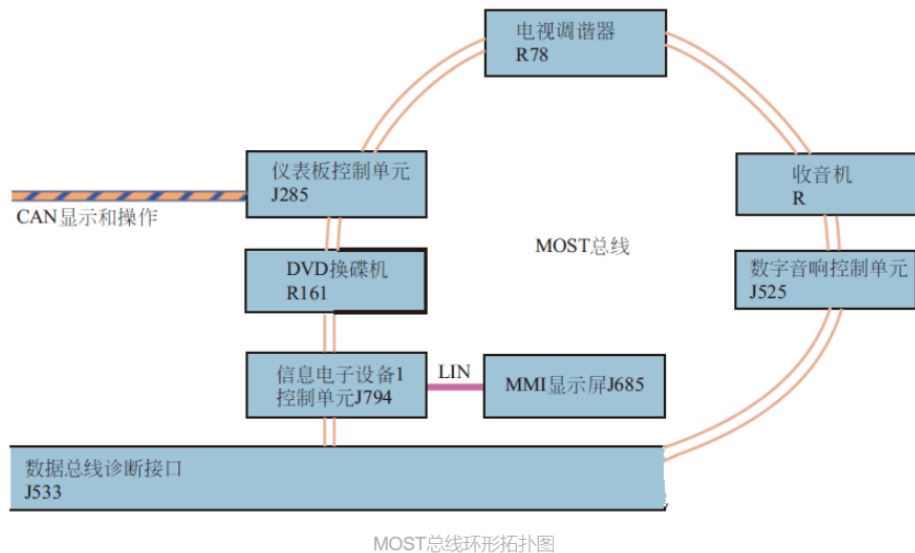 电视调谐器
R78
仪表板控制单元
J285
收音机
R
CAN显示和操作
MOST总线
DVD换碟机
R161
数字音响控制单元
J525
信息电子设备1
控制单元J794
LIN
MMI显示屏J685
数据总线诊断接口
J533
MOST总线环形拓扑图